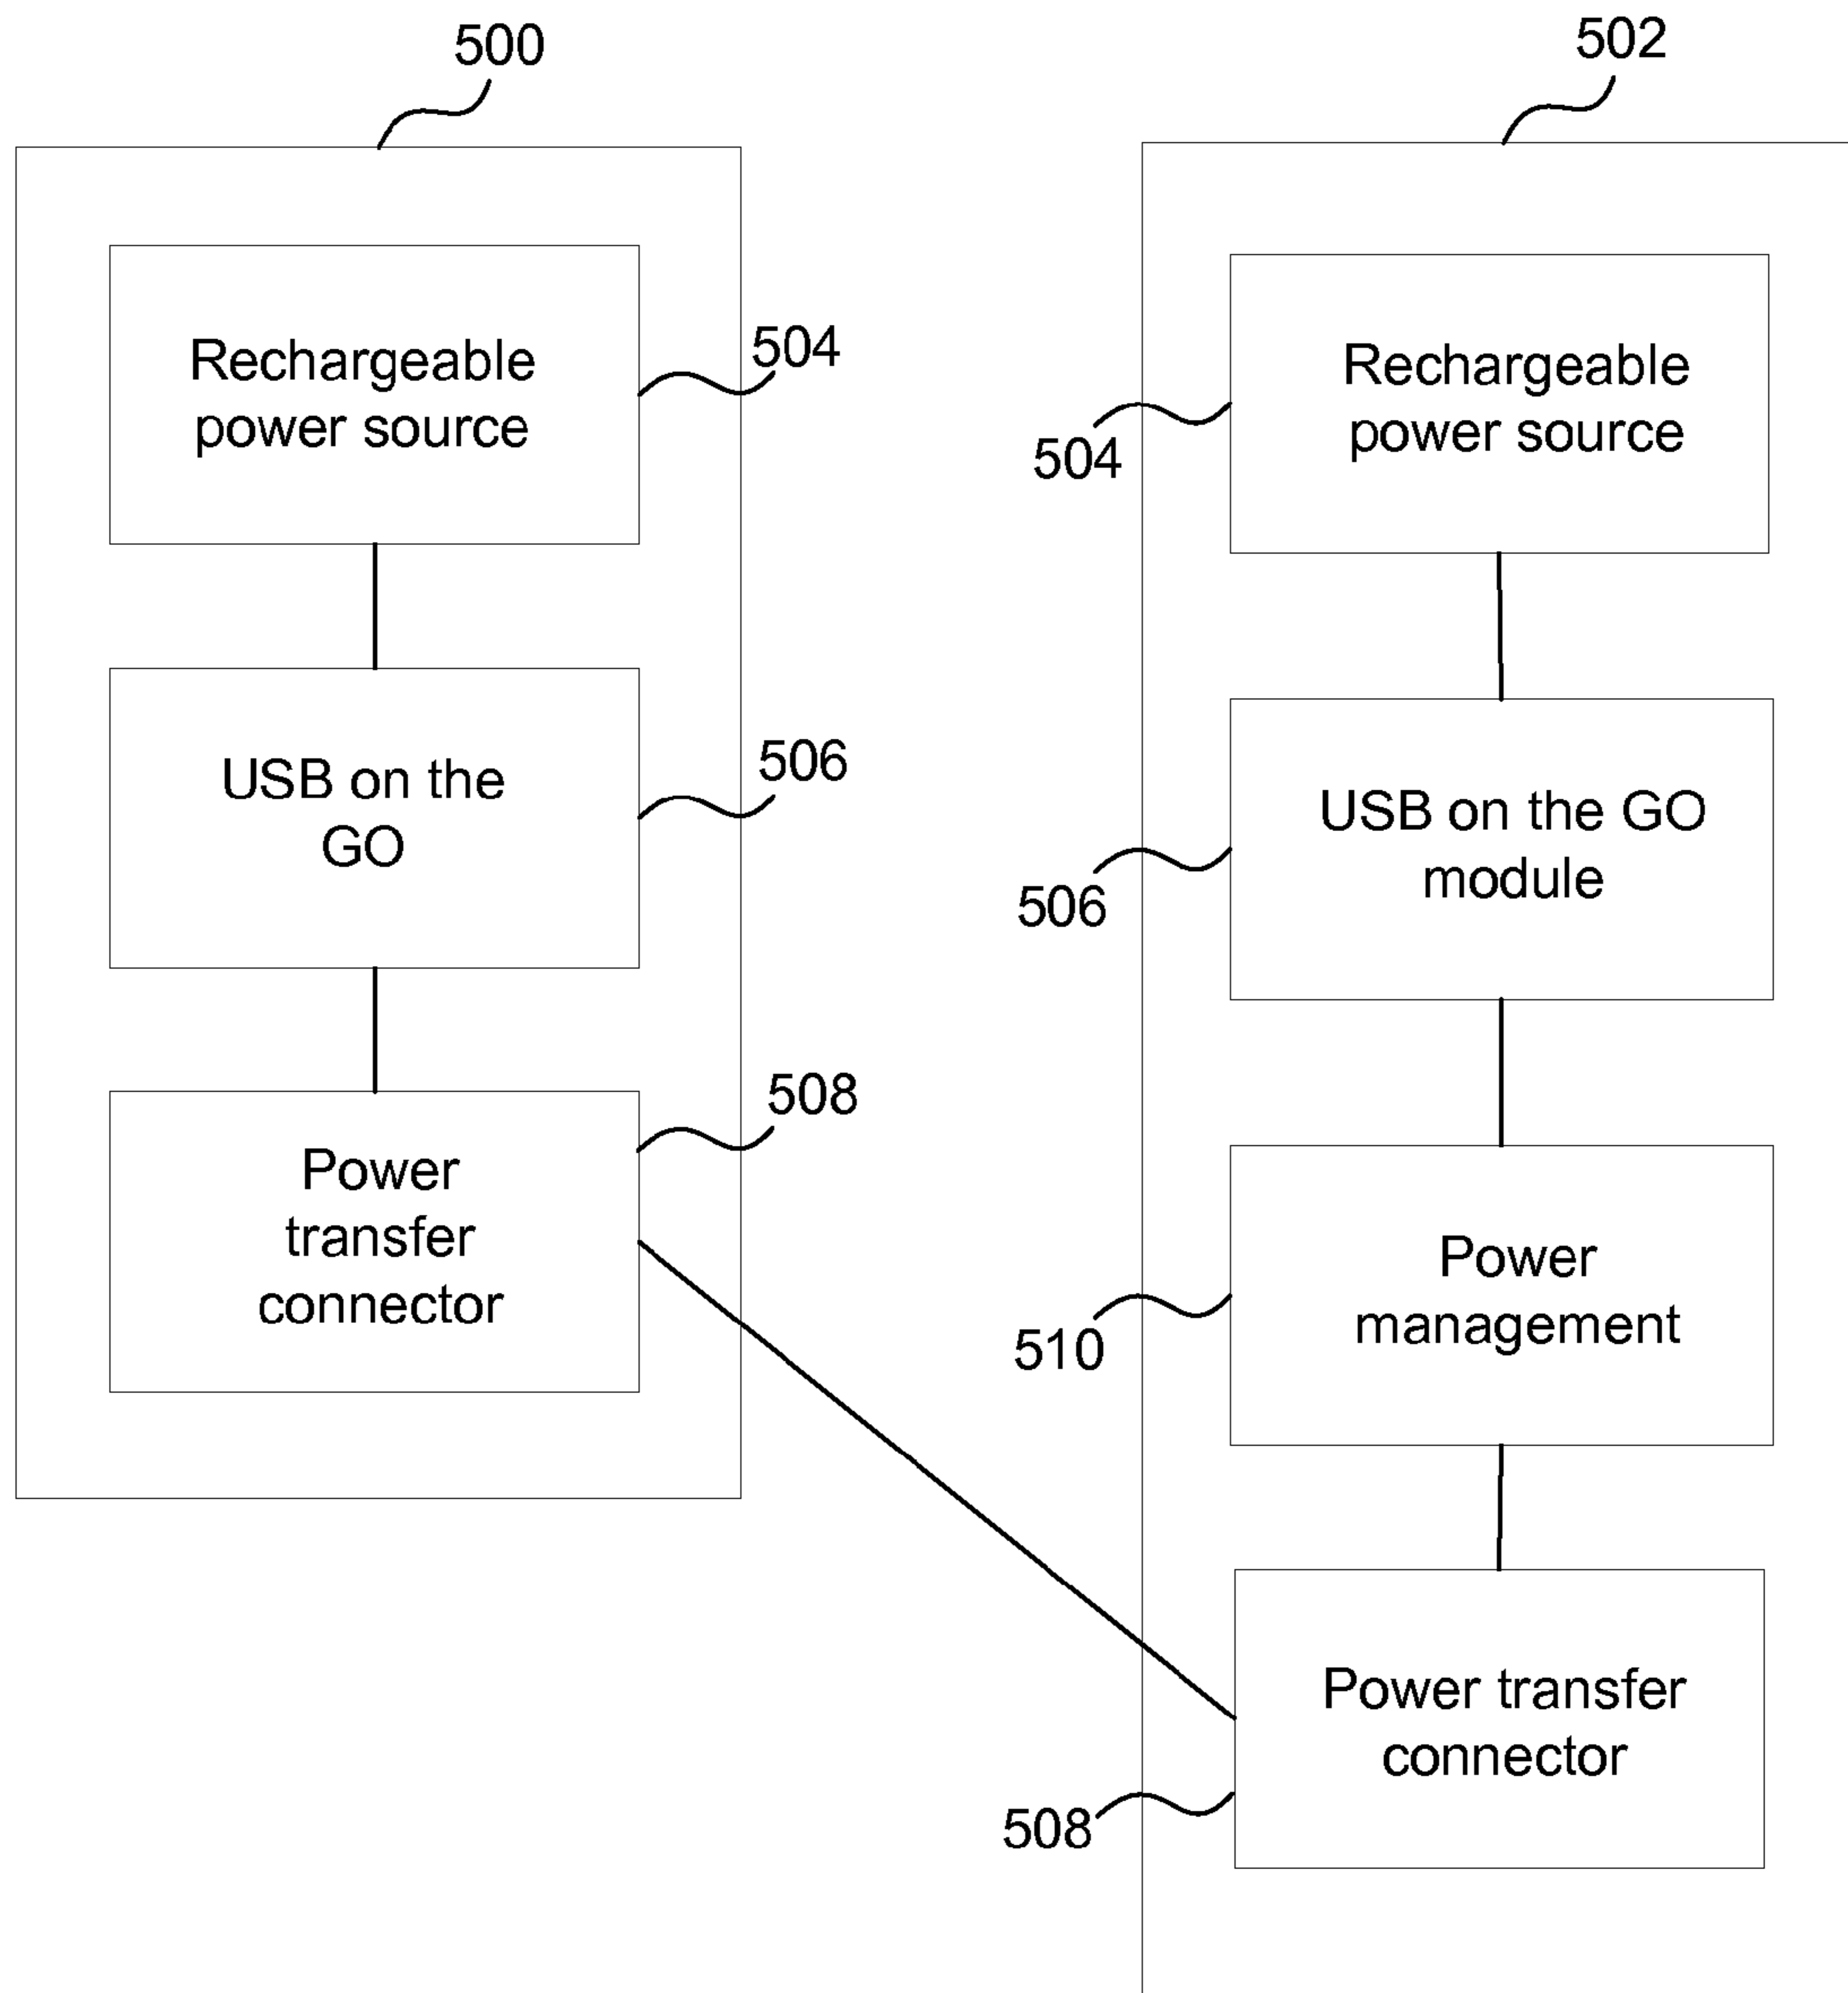 500
502
Rechargeable
power source
504
Rechargeable
power source
504
USB on the
GO
506
USB on the GO
module
506
Power
transfer
connector
508
Power
management
510
Power transfer
connector
508